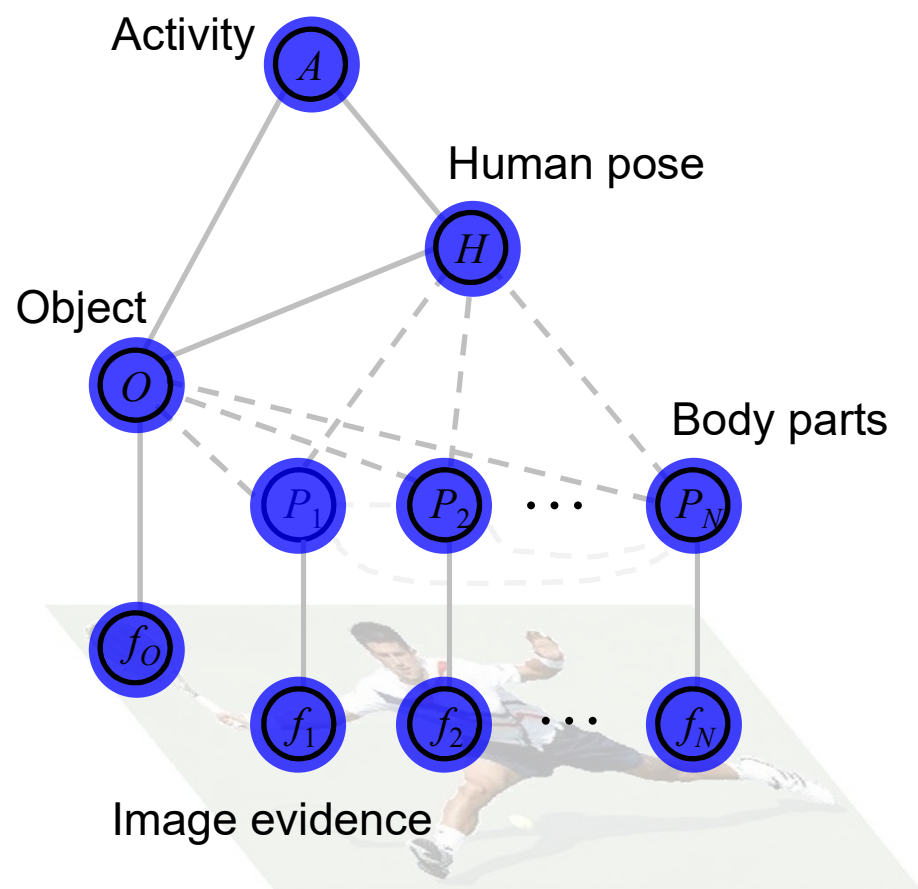 Activity
A
Human pose
H
Object
O
Body parts
P1 P2 ... PN
fO
f1 f2 ... fN
Image evidence